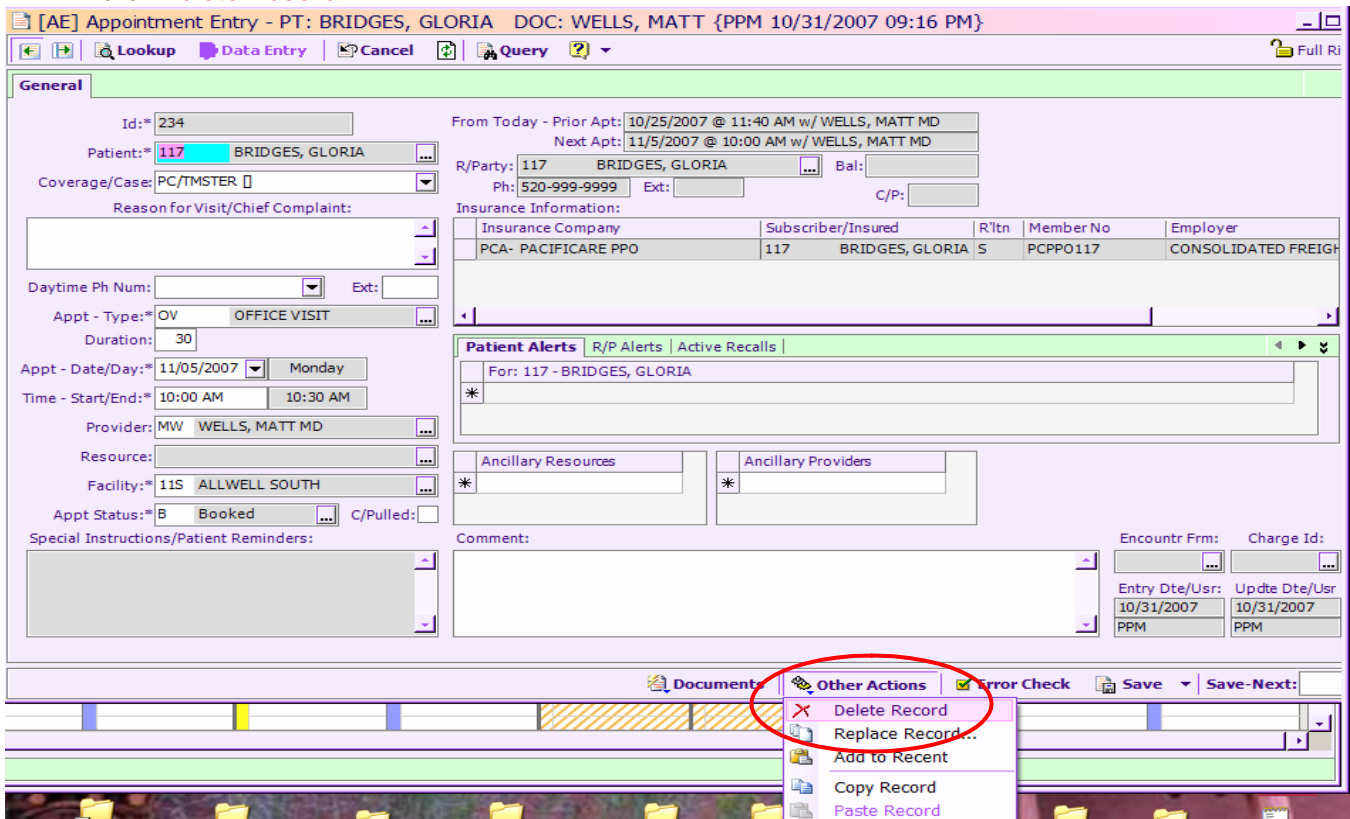 [AE] Appointment Entry - PT: BRIDGES, GLORIA DOC: WELLS, MATT {PPM 10/31/2007 09:16 PM}
Lookup Data Entry Cancel Query Full Ri
General
Id:* 234
Patient:* 117 BRIDGES, GLORIA ...
Coverage/Case: PC/TMSTER []
Reason for Visit/Chief Complaint:
Daytime Ph Num: Ext:
Appt - Type:* OV OFFICE VISIT ...
Duration: 30
Appt - Date/Day:* 11/05/2007 Monday
Time - Start/End:* 10:00 AM 10:30 AM
Provider: MW WELLS, MATT MD ...
Resource: ...
Facility:* 11S ALLWELL SOUTH ...
Appt Status:* B Booked ... C/Pulled:
Special Instructions/Patient Reminders:
From Today - Prior Apt: 10/25/2007 @ 11:40 AM w/ WELLS, MATT MD
Next Apt: 11/5/2007 @ 10:00 AM w/ WELLS, MATT MD
R/Party: 117 BRIDGES, GLORIA ... Bal:
Ph: 520-999-9999 Ext: C/P:
Insurance Information:
Insurance Company Subscriber/Insured R'ltn Member No Employer
PCA- PACIFICARE PPO 117 BRIDGES, GLORIA S PCPPO117 CONSOLIDATED FREIGH
Patient Alerts R/P Alerts Active Recalls
For: 117 - BRIDGES, GLORIA
Ancillary Resources Ancillary Providers
Comment:
Encountr Frm: Charge Id:
... ...
Entry Dte/Usr: Updte Dte/Usr
10/31/2007 10/31/2007
PPM PPM
Documents Other Actions Error Check Save Save-Next:
Delete Record
Replace Record...
Add to Recent
Copy Record
Paste Record